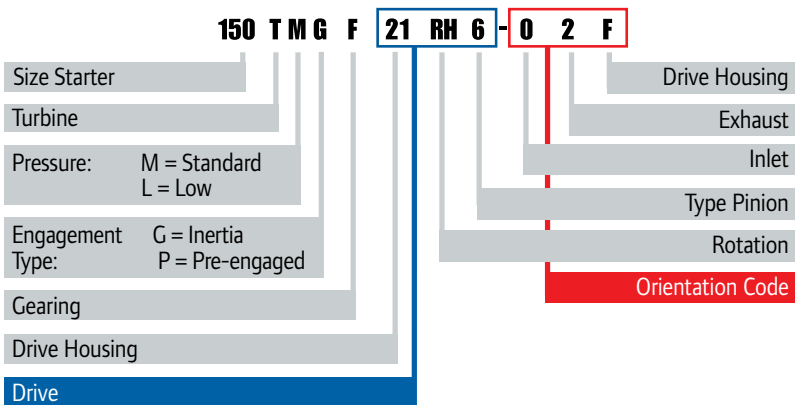 150 T M G F 21 RH 6 - 0 2 F
Size Starter
Turbine
Pressure: M = Standard
L = Low
Engagement G = Inertia
Type: P = Pre-engaged
Gearing
Drive Housing
Drive
Drive Housing
Exhaust
Inlet
Type Pinion
Rotation
Orientation Code